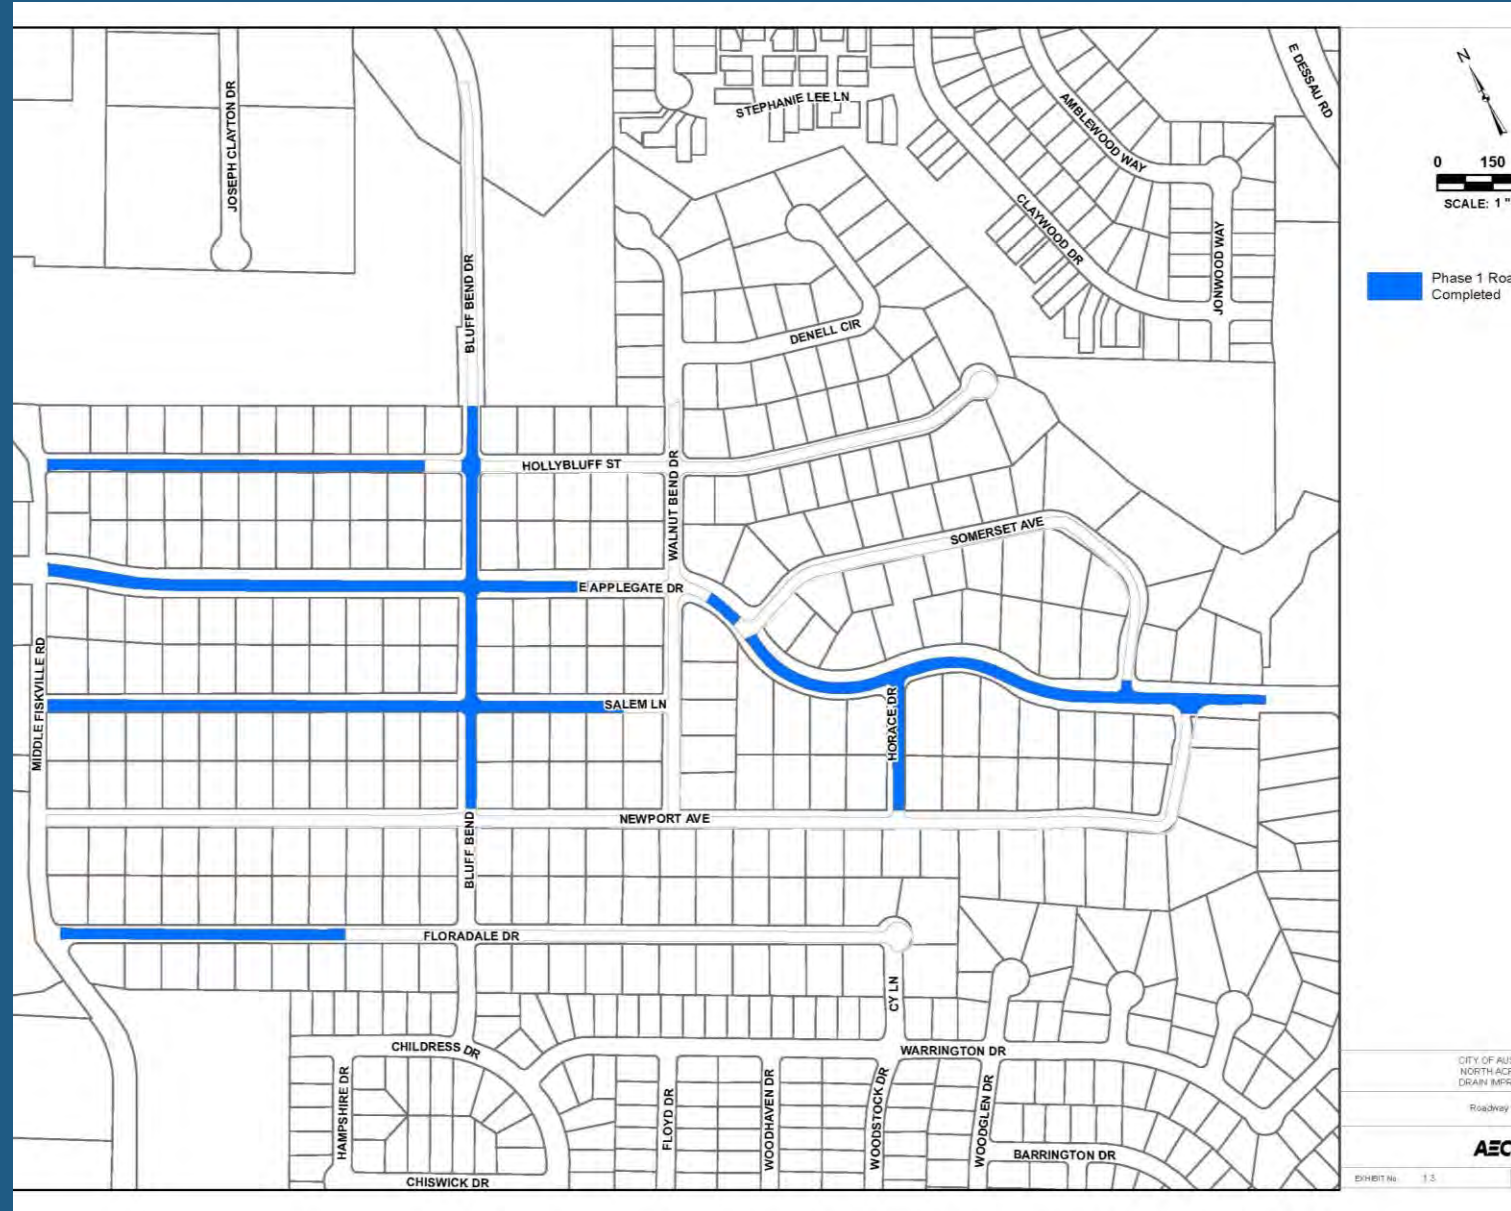 E DESSAU RD
N
JOSEPH CLAYTON DR
STEPHANIE LEE LN
AMBLEWOOD WAY
0 150
SCALE: 1 "
CLAYWOOD DR
JONWOOD WAY
BLUFF BEND DR
DENELL CIR
Phase 1 Roa
Completed
HOLLYBLUFF ST
WALNUT BEND DR
SOMERSET AVE
E APPLEGATE DR
MIDDLE FISKVILLE RD
SALEM LN
HORACE DR
NEWPORT AVE
BLUFF BEND
FLORADALE DR
CY LN
CHILDRESS DR
WARRINGTON DR
HAMPSHIRE DR
FLOYD DR
WOODHAVEN DR
WOODSTOCK DR
WOODGLEN DR
BARRINGTON DR
CHISWICK DR
CITY OF AUS
NORTH ACR
DRAIN IMPR
Roadway
AEC
EXHIBIT No. 1.3